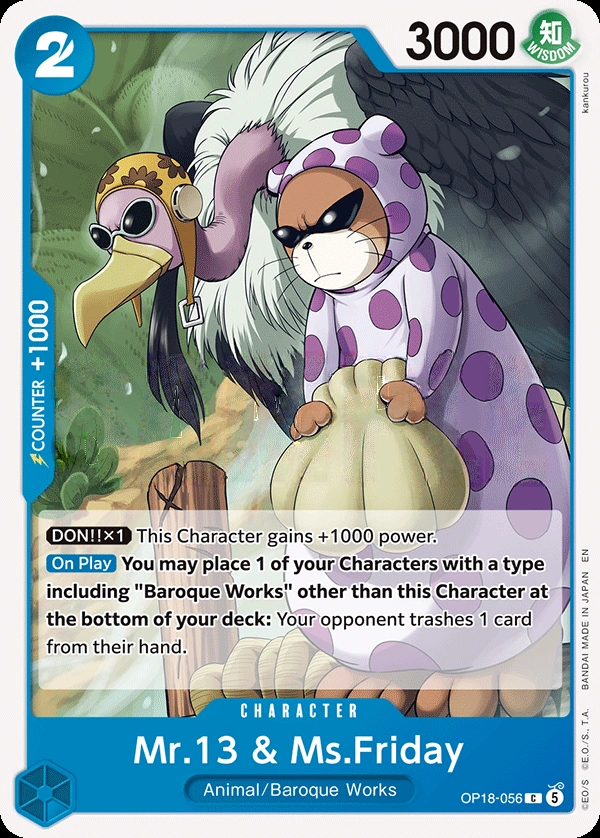 2
3000
知
WISDOM
kankurou
COUNTER +1000
DON!!×1 This Character gains +1000 power.
On Play You may place 1 of your Characters with a type
including "Baroque Works" other than this Character at
the bottom of your deck: Your opponent trashes 1 card
from their hand.
CHARACTER
Mr.13 & Ms.Friday
Animal/Baroque Works
OP18-056 C 5
©EO/S ©E.O./S., T.A. BANDAI MADE IN JAPAN EN